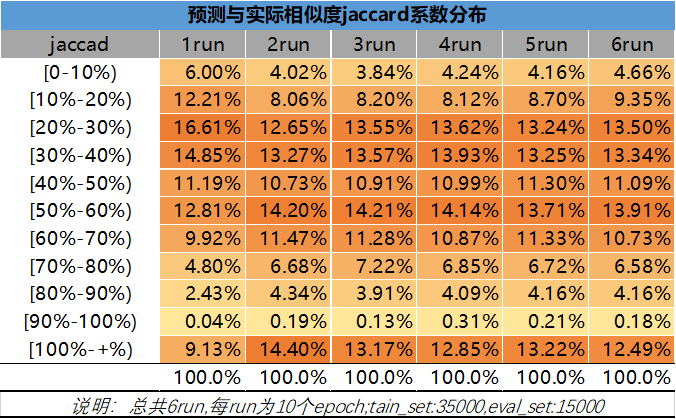 预测与实际相似度jaccard系数分布
jaccad 1run 2run 3run 4run 5run 6run
[0-10%) 6.00% 4.02% 3.84% 4.24% 4.16% 4.66%
[10%-20%) 12.21% 8.06% 8.20% 8.12% 8.70% 9.35%
[20%-30%) 16.61% 12.65% 13.55% 13.62% 13.24% 13.50%
[30%-40%) 14.85% 13.27% 13.57% 13.93% 13.25% 13.34%
[40%-50%) 11.19% 10.73% 10.91% 10.99% 11.30% 11.09%
[50%-60%) 12.81% 14.20% 14.21% 14.14% 13.71% 13.91%
[60%-70%) 9.92% 11.47% 11.28% 10.87% 11.33% 10.73%
[70%-80%) 4.80% 6.68% 7.22% 6.85% 6.72% 6.58%
[80%-90%) 2.43% 4.34% 3.91% 4.09% 4.16% 4.16%
[90%-100%) 0.04% 0.19% 0.13% 0.31% 0.21% 0.18%
[100%-+%) 9.13% 14.40% 13.17% 12.85% 13.22% 12.49%
100.0% 100.0% 100.0% 100.0% 100.0% 100.0%
说明：总共6run,每run为10个epoch;tain_set:35000,eval_set:15000